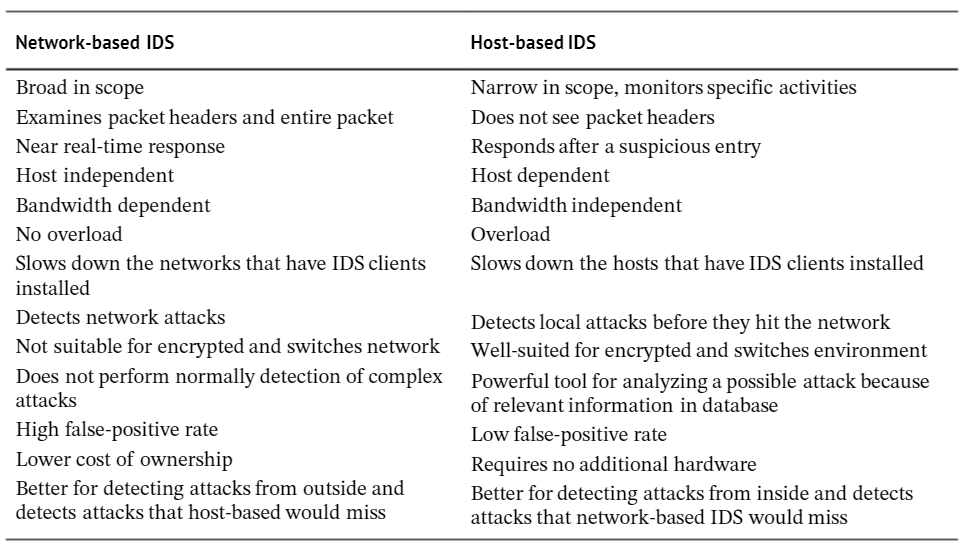 Network-based IDS Host-based IDS
Broad in scope Narrow in scope, monitors specific activities
Examines packet headers and entire packet Does not see packet headers
Near real-time response Responds after a suspicious entry
Host independent Host dependent
Bandwidth dependent Bandwidth independent
No overload Overload
Slows down the networks that have IDS clients Slows down the hosts that have IDS clients installed
installed
Detects network attacks Detects local attacks before they hit the network
Not suitable for encrypted and switches network Well-suited for encrypted and switches environment
Does not perform normally detection of complex Powerful tool for analyzing a possible attack because
attacks of relevant information in database
High false-positive rate Low false-positive rate
Lower cost of ownership Requires no additional hardware
Better for detecting attacks from outside and Better for detecting attacks from inside and detects
detects attacks that host-based would miss attacks that network-based IDS would miss